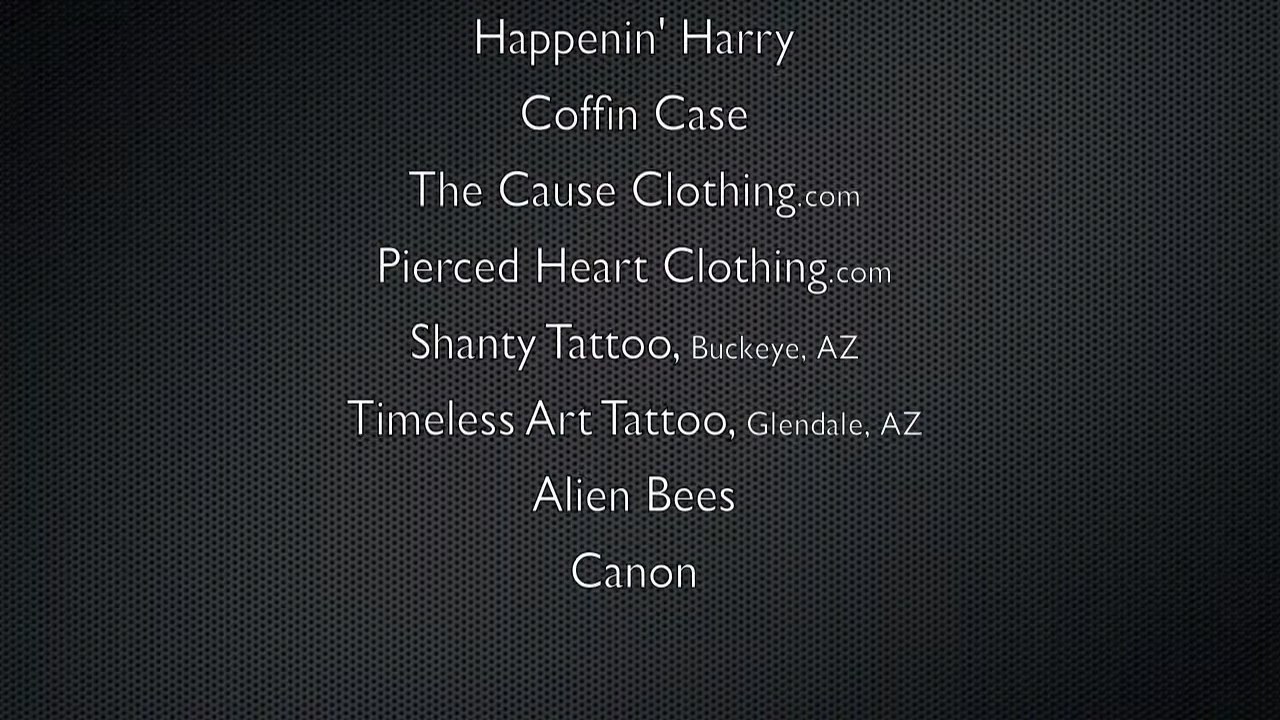 Happenin' Harry
Coffin Case
The Cause Clothing.com
Pierced Heart Clothing.com
Shanty Tattoo, Buckeye, AZ
Timeless Art Tattoo, Glendale, AZ
Alien Bees
Canon